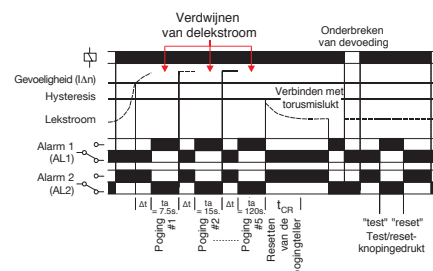 Verdwijnen
van delekstroom
Onderbreken
van devoeding
Gevoeligheid (IΔn)
Hysteresis
Verbinden met
torusmislukt
Lekstroom
Alarm 1
(AL1)
Alarm 2
(AL2)
Δt ta = 7.5s. Δt ta = 15s. Δt ta = 120s. tCR
Poging #1
Poging #2
..........
Poging #5
Resetten
van de
pogingteller
"test" "reset"
Test/reset-
knopingedrukt